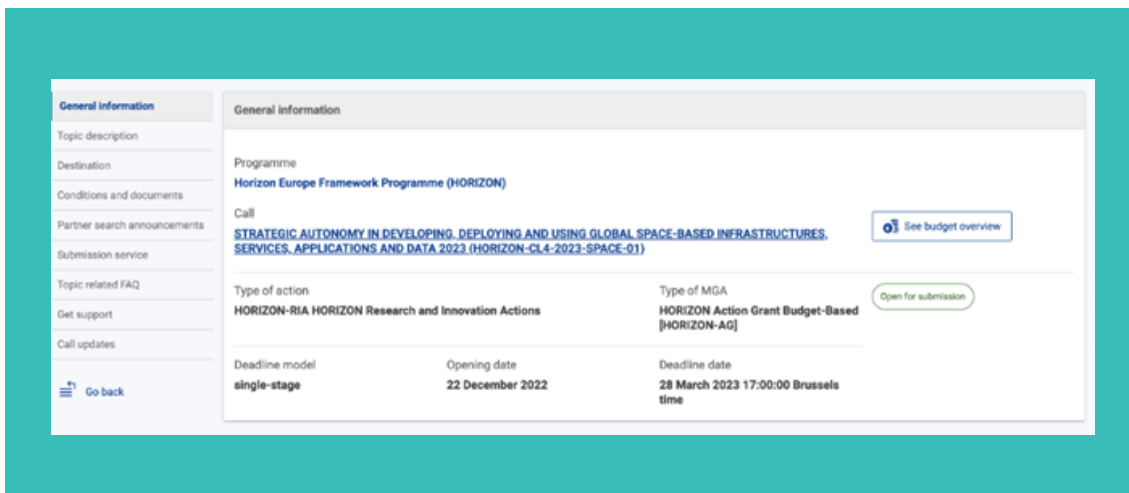 General information
Topic description
Destination
Conditions and documents
Partner search announcements
Submission service
Topic related FAQ
Get support
Call updates
Go back
General information
Programme
Horizon Europe Framework Programme (HORIZON)
Call
STRATEGIC AUTONOMY IN DEVELOPING, DEPLOYING AND USING GLOBAL SPACE-BASED INFRASTRUCTURES,
SERVICES, APPLICATIONS AND DATA 2023 (HORIZON-CL4-2023-SPACE-01)
See budget overview
Type of action
HORIZON-RIA HORIZON Research and Innovation Actions
Type of MGA
HORIZON Action Grant Budget-Based
[HORIZON-AG]
Open for submission
Deadline model
single-stage
Opening date
22 December 2022
Deadline date
28 March 2023 17:00:00 Brussels
time